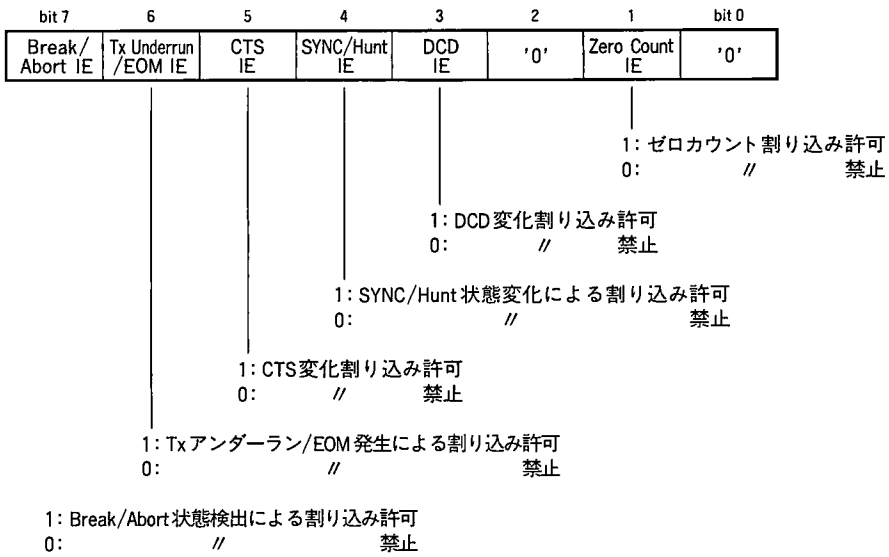 bit 7 6 5 4 3 2 1 bit 0
Break/ Abort IE
Tx Underrun /EOM IE
CTS IE
SYNC/Hunt IE
DCD IE
'0'
Zero Count IE
'0'
1: ゼロカウント割り込み許可
0: 〃 禁止
1: DCD変化割り込み許可
0: 〃 禁止
1: SYNC/Hunt状態変化による割り込み許可
0: 〃 禁止
1: CTS変化割り込み許可
0: 〃 禁止
1: Txアンダーラン/EOM発生による割り込み許可
0: 〃 禁止
1: Break/Abort状態検出による割り込み許可
0: 〃 禁止